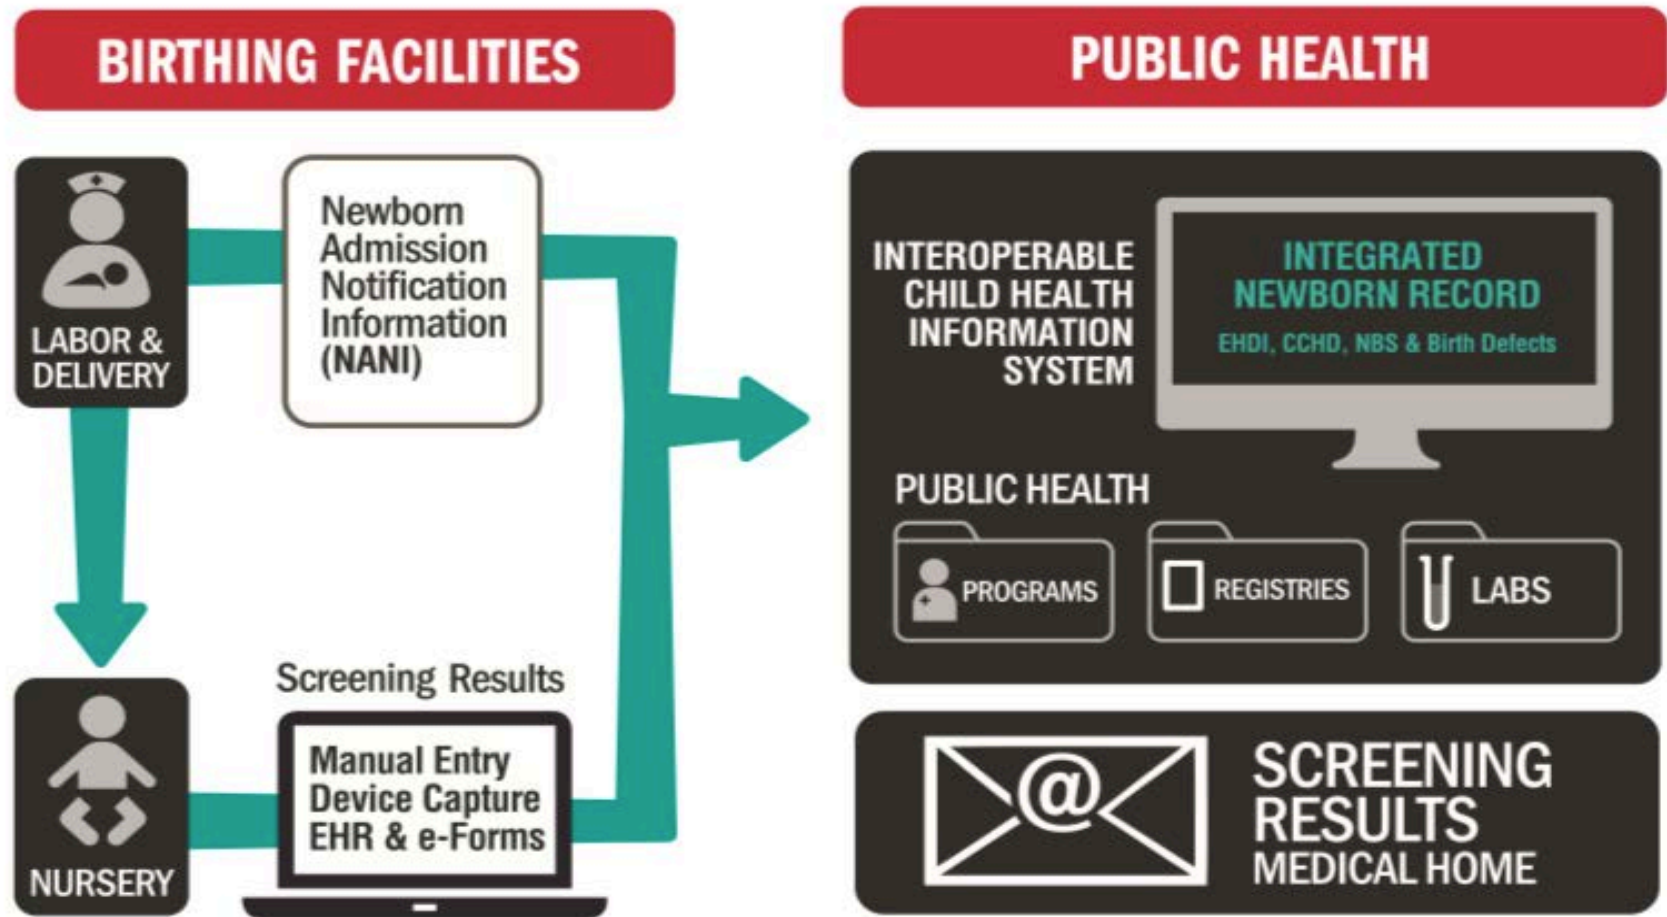 BIRTHING FACILITIES
LABOR &
DELIVERY
Newborn
Admission
Notification
Information
(NANI)
NURSERY
Screening Results
Manual Entry
Device Capture
EHR & e-Forms
PUBLIC HEALTH
INTEROPERABLE
CHILD HEALTH
INFORMATION
SYSTEM
INTEGRATED
NEWBORN RECORD
EHDI, CCHD, NBS & Birth Defects
PUBLIC HEALTH
PROGRAMS
REGISTRIES
LABS
@
SCREENING
RESULTS
MEDICAL HOME